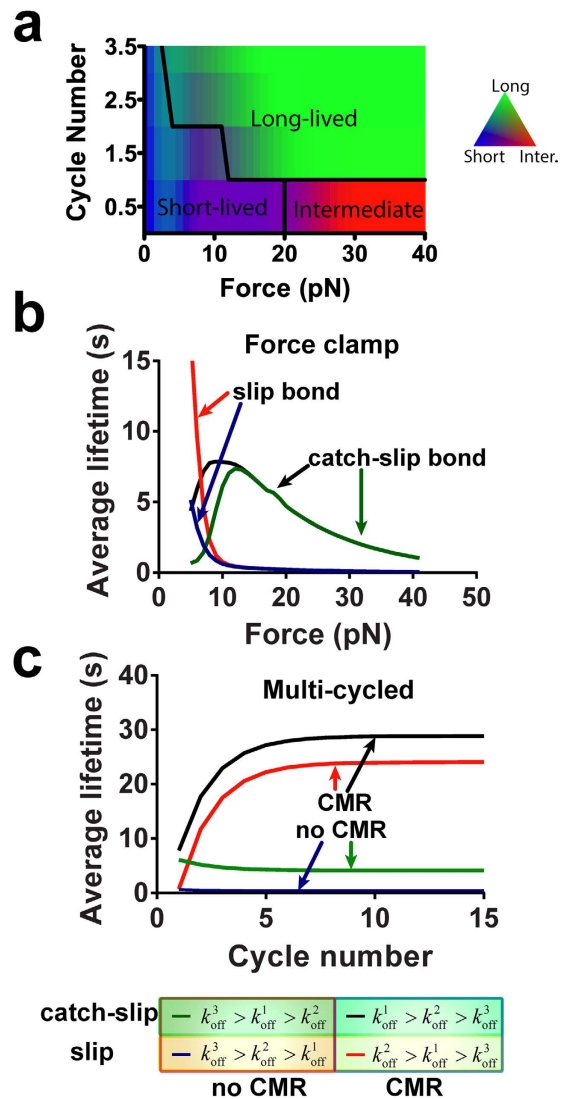 a
Cycle Number
3.5
2.5
1.5
0.5
Long-lived
Short-lived
Intermediate
0 10 20 30 40
Force (pN)
Long
Short Inter.
b
Average lifetime (s)
Force clamp
15
10
5
0
slip bond
catch-slip bond
0 10 20 30 40 50
Force (pN)
c
Average lifetime (s)
Multi-cycled
40
30
20
10
0
CMR
no CMR
0 5 10 15
Cycle number
catch-slip k³off > k¹off > k²off k¹off > k²off > k³off
slip k³off > k²off > k¹off k²off > k¹off > k³off
no CMR CMR